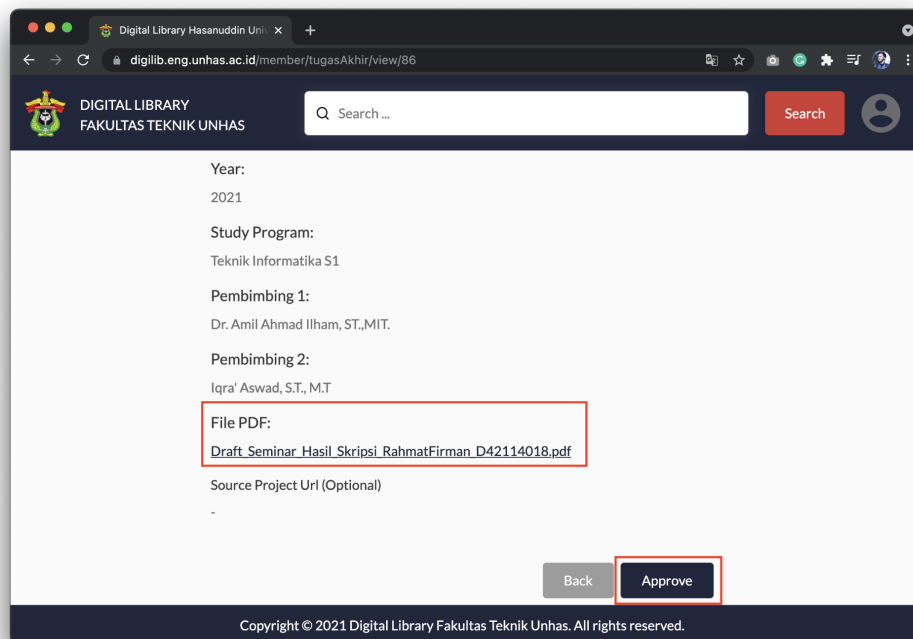 Digital Library Hasanuddin Uni
digilib.eng.unhas.ac.id/member/tugasAkhir/view/86
DIGITAL LIBRARY
FAKULTAS TEKNIK UNHAS
Search ...
Search
Year:
2021
Study Program:
Teknik Informatika S1
Pembimbing 1:
Dr. Amil Ahmad Ilham, ST.,MIT.
Pembimbing 2:
Iqra' Aswad, S.T., M.T
File PDF:
Draft_Seminar_Hasil_Skripsi_RahmatFirman_D42114018.pdf
Source Project Url (Optional)
-
Back
Approve
Copyright © 2021 Digital Library Fakultas Teknik Unhas. All rights reserved.